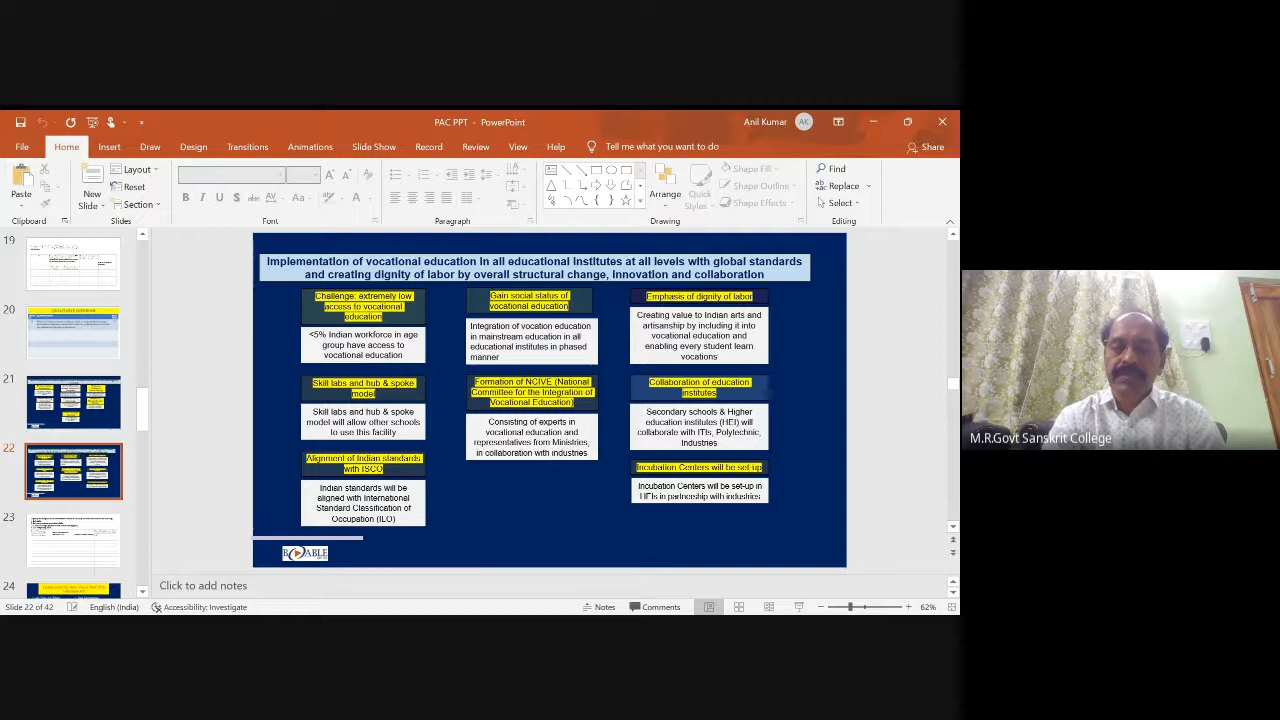 PAC PPT - PowerPoint
Anil Kumar
AK
File
Home
Insert
Draw
Design
Transitions
Animations
Slide Show
Record
Review
View
Help
Tell me what you want to do
Share
Paste
New
Slide
Layout
Reset
Section
Arrange
Quick
Styles
Shape Fill
Shape Outline
Shape Effects
Find
Replace
Select
Clipboard
Slides
Font
Paragraph
Drawing
Editing
19
20
21
22
23
24
Implementation of vocational education in all educational Institutes at all levels with global standards
and creating dignity of labor by overall structural change, innovation and collaboration
Challenge: extremely low
access to vocational
education
<5% Indian workforce in age
group have access to
vocational education
Skill labs and hub & spoke
model
Skill labs and hub & spoke
model will allow other schools
to use this facility
Alignment of Indian standards
with ISCO
Indian standards will be
aligned with International
Standard Classification of
Occupation (ILO)
Gain social status of
vocational education
Integration of vocation education
in mainstream education in all
educational institutes in phased
manner
Formation of NCIVE (National
Committee for the Integration of
Vocational Education)
Consisting of experts in
vocational education and
representatives from Ministries,
in collaboration with industries
Emphasis of dignity of labor
Creating value to Indian arts and
artisanship by including it into
vocational education and
enabling every student learn
vocations
Collaboration of education
institutes
Secondary schools & Higher
education institutes (HEI) will
collaborate with ITIs, Polytechnic,
Industries
Incubation Centers will be set-up
Incubation Centers will be set-up in
HEIs in partnership with industries
Click to add notes
Slide 22 of 42
English (India)
Accessibility: Investigate
Notes
Comments
62%
M.R.Govt Sanskrit College